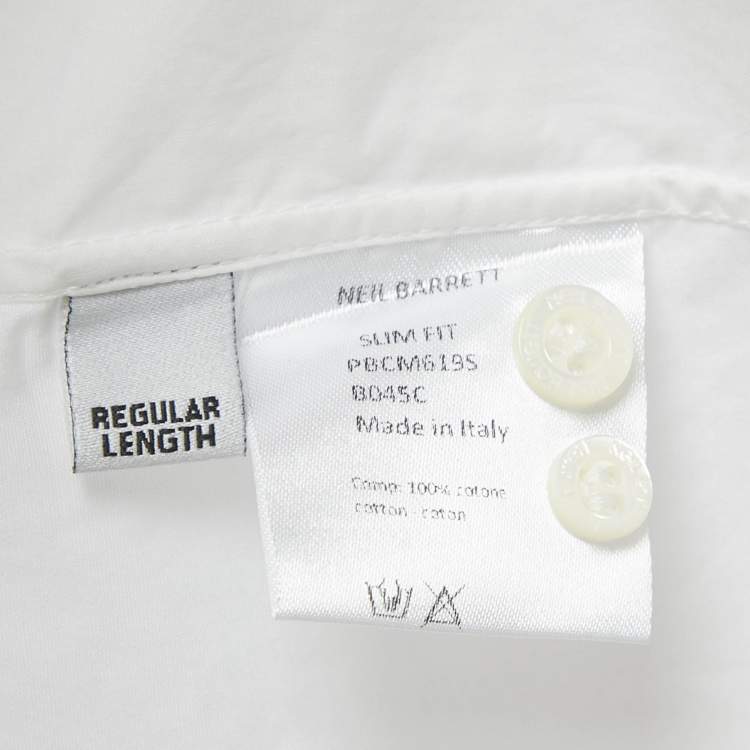 REGULAR
LENGTH
NEIL BARRETT
SLIM FIT
PBCM619S
B045C
Made in Italy
Comp: 100% cotone
cotton - coton